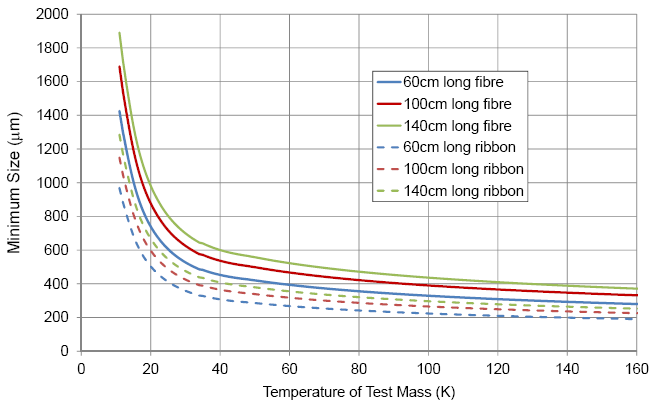 2000
1800
1600
1400
1200
1000
800
600
400
200
0
Minimum Size (µm)
60cm long fibre
100cm long fibre
140cm long fibre
60cm long ribbon
100cm long ribbon
140cm long ribbon
0 20 40 60 80 100 120 140 160
Temperature of Test Mass (K)